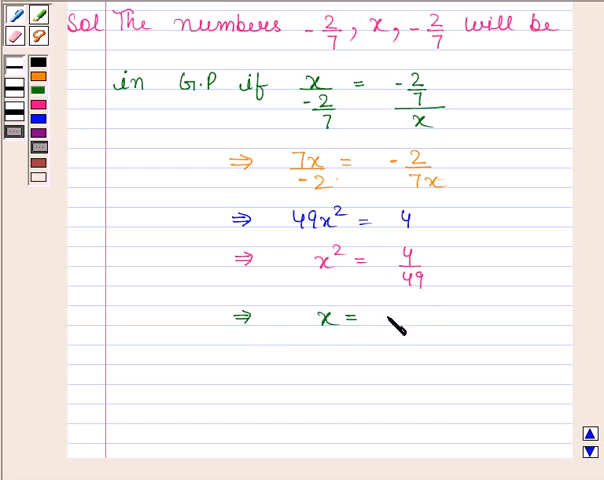 Sol The numbers -2/7, x, -2/7 will be
in G.P if x/(-2/7) = (-2/7)/x
⇒ 7x/-2 = -2/7x
⇒ 49x² = 4
⇒ x² = 4/49
⇒ x =